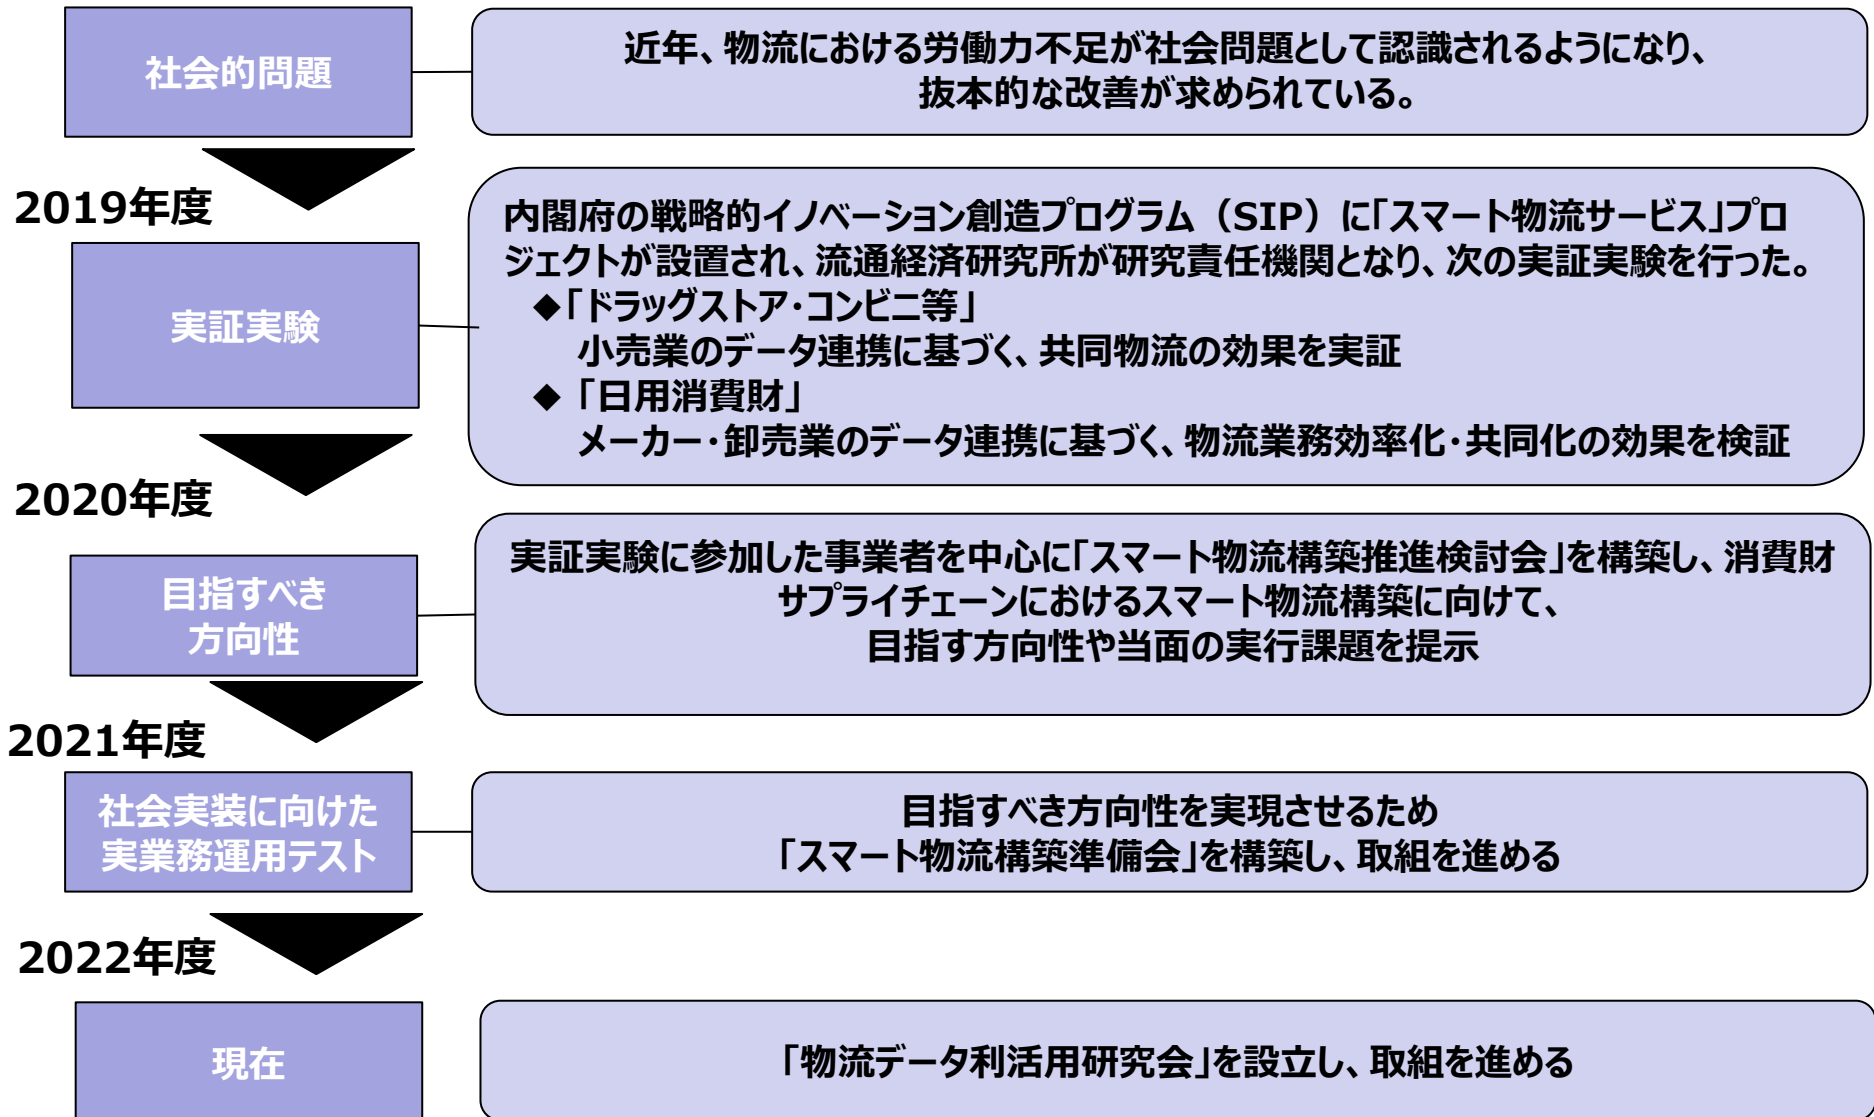 社会的問題
近年、物流における労働力不足が社会問題として認識されるようになり、
抜本的な改善が求められている。
2019年度
実証実験
内閣府の戦略的イノベーション創造プログラム（SIP）に「スマート物流サービス」プロ
ジェクトが設置され、流通経済研究所が研究責任機関となり、次の実証実験を行った。
◆「ドラッグストア・コンビニ等」
小売業のデータ連携に基づく、共同物流の効果を実証
◆「日用消費財」
メーカー・卸売業のデータ連携に基づく、物流業務効率化・共同化の効果を検証
2020年度
目指すべき
方向性
実証実験に参加した事業者を中心に「スマート物流構築推進検討会」を構築し、消費財
サプライチェーンにおけるスマート物流構築に向けて、
目指す方向性や当面の実行課題を提示
2021年度
社会実装に向けた
実業務運用テスト
目指すべき方向性を実現させるため
「スマート物流構築準備会」を構築し、取組を進める
2022年度
現在
「物流データ利活用研究会」を設立し、取組を進める